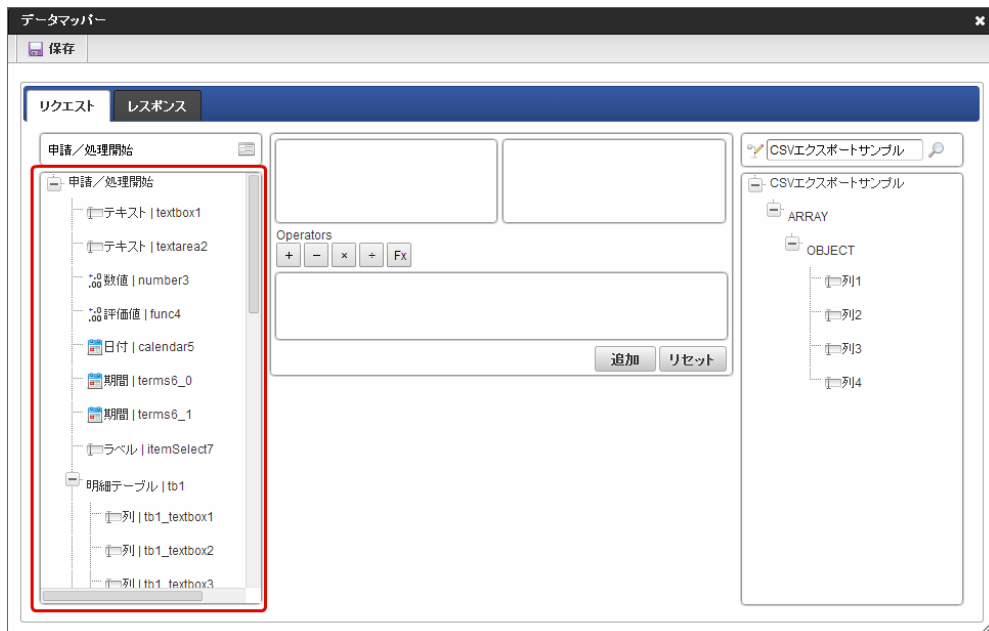 データマッパー
保存
リクエスト レスポンス
申請／処理開始
申請／処理開始
テキスト | textbox1
テキスト | textarea2
数値 | number3
評価値 | func4
日付 | calendar5
期間 | terms6_0
期間 | terms6_1
ラベル | itemSelect7
明細テーブル | tb1
列 | tb1_textbox1
列 | tb1_textbox2
列 | tb1_textbox3
Operators
+ − × ÷ Fx
追加 リセット
CSVエクスポートサンプル
CSVエクスポートサンプル
ARRAY
OBJECT
列1
列2
列3
列4